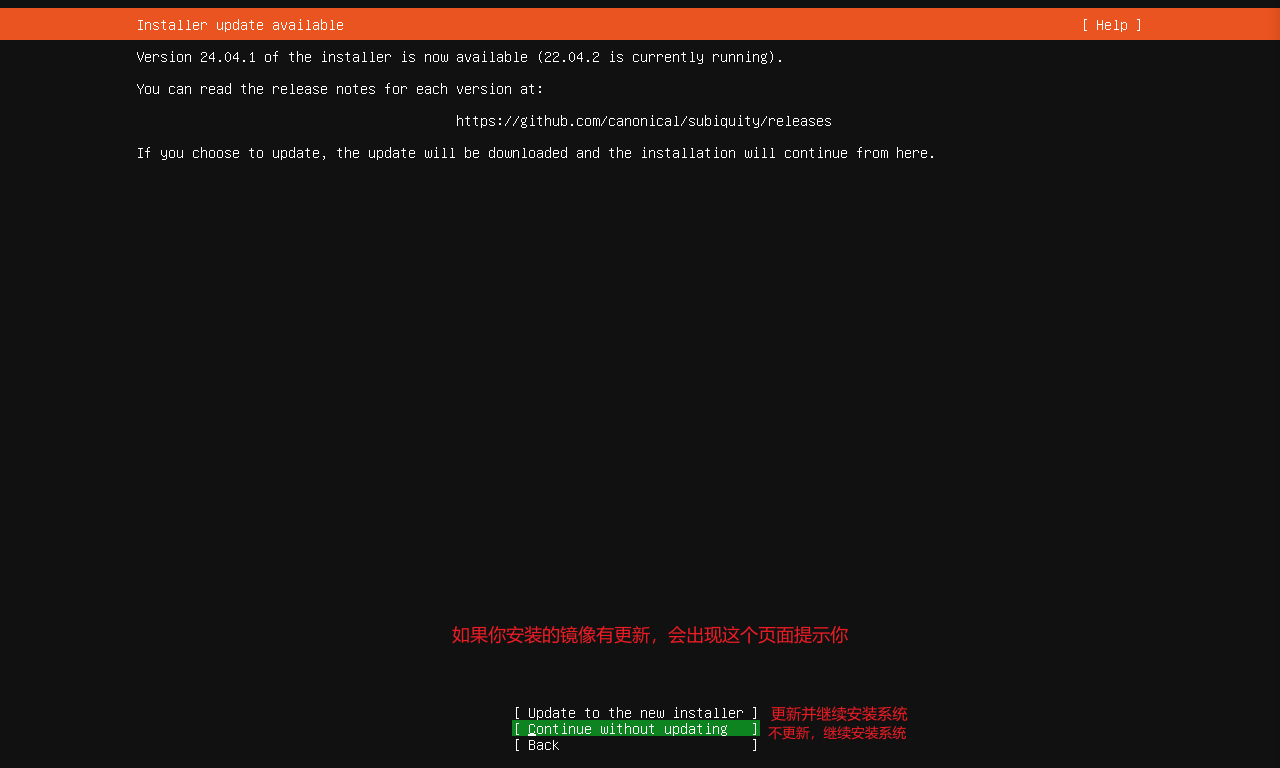 Installer update available [ Help ]
Version 24.04.1 of the installer is now available (22.04.2 is currently running).
You can read the release notes for each version at:
https://github.com/canonical/subiquity/releases
If you choose to update, the update will be downloaded and the installation will continue from here.
如果你安装的镜像有更新，会出现这个页面提示你
[ Update to the new installer ] 更新并继续安装系统
[ Continue without updating ] 不更新，继续安装系统
[ Back ]